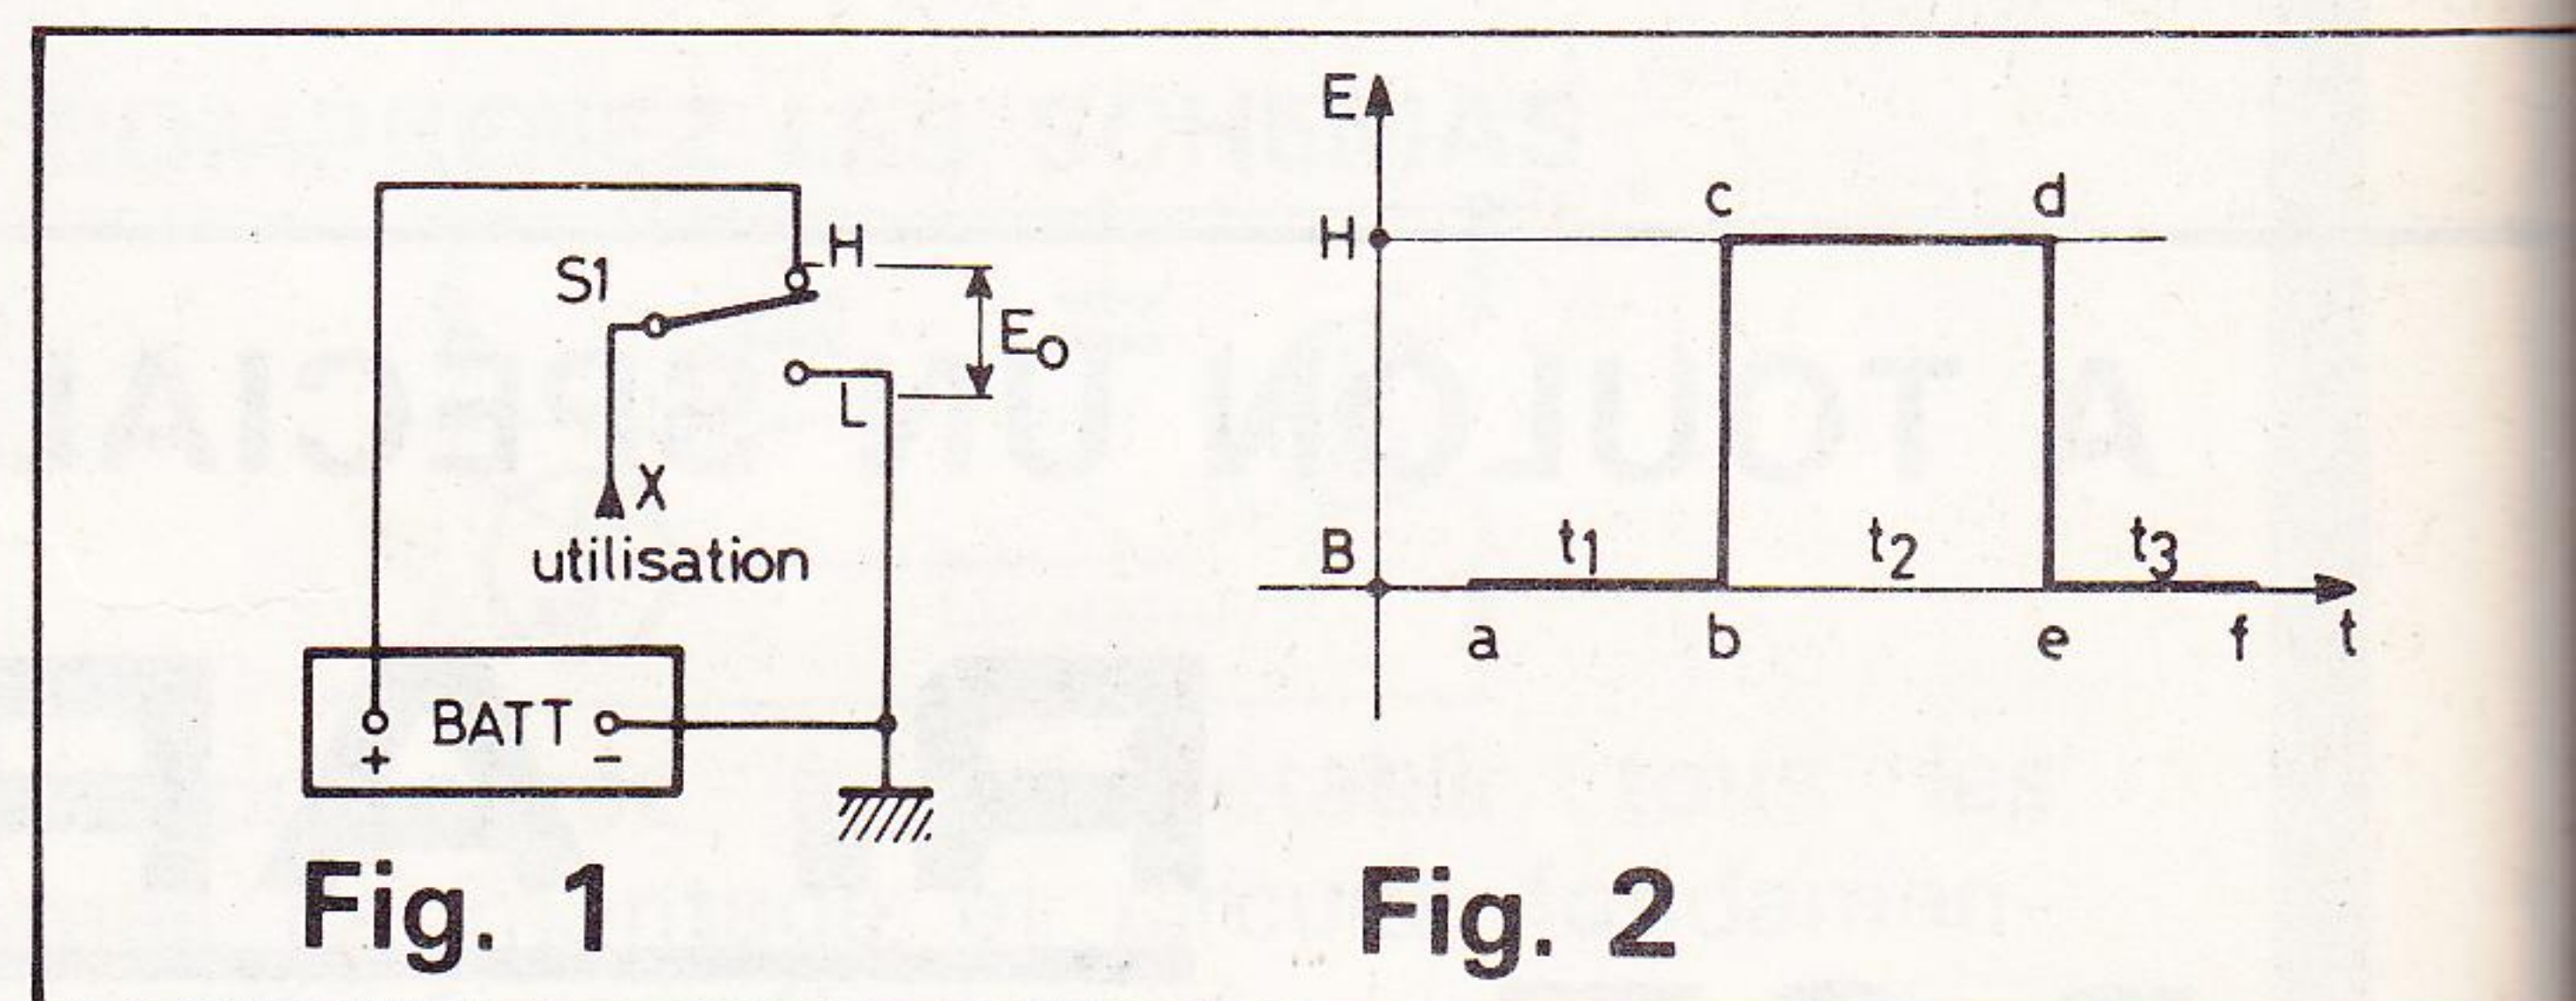 E
c d
H
H
S1
E0
L
X
utilisation
B t1 t2 t3
a b e f t
BATT
+ -
Fig. 1
Fig. 2